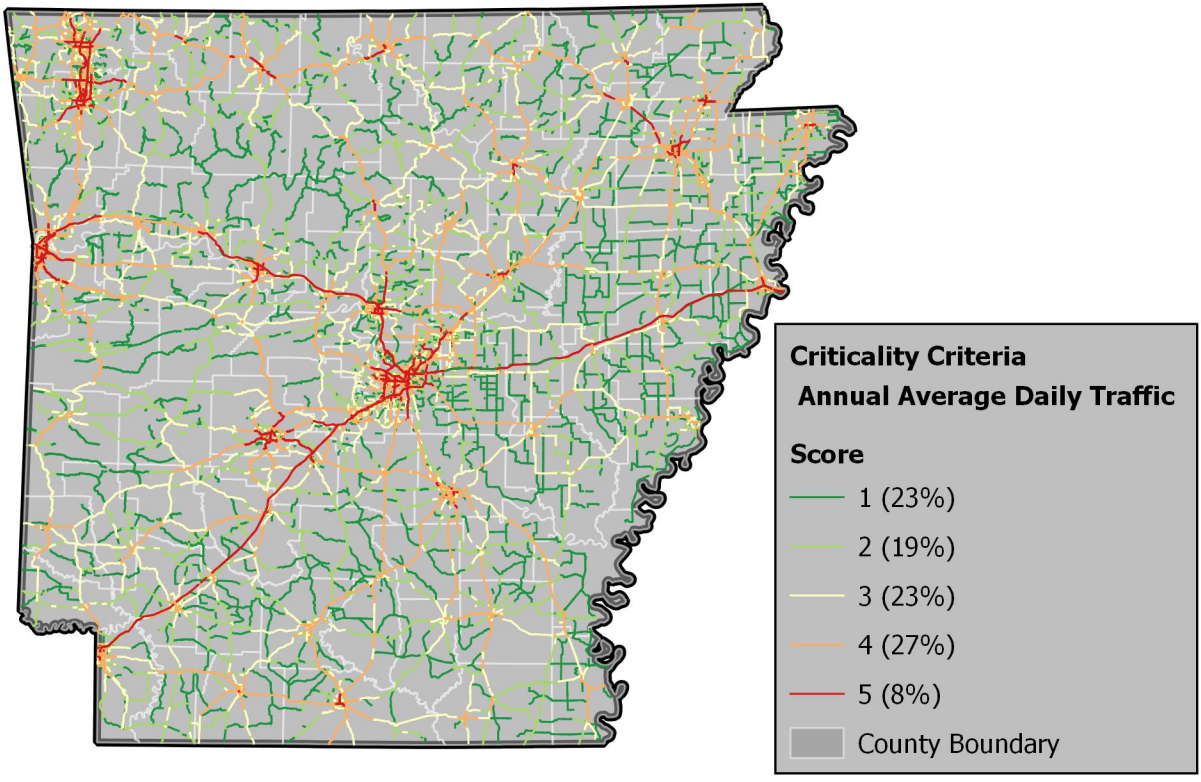 Criticality Criteria
Annual Average Daily Traffic
Score
1 (23%)
2 (19%)
3 (23%)
4 (27%)
5 (8%)
County Boundary